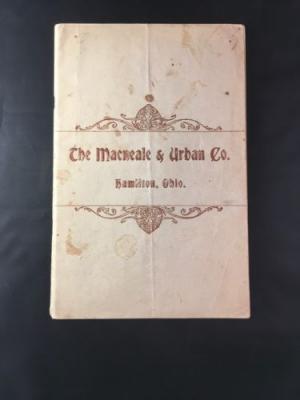 The Macneale & Urban Co.
Hamilton, Ohio.